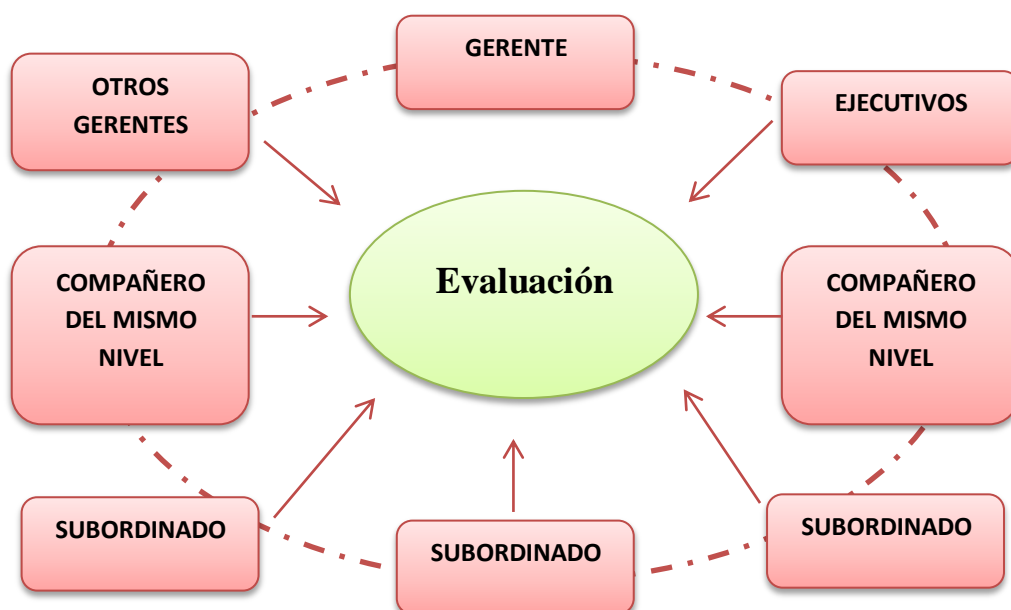 GERENTE
OTROS
GERENTES
EJECUTIVOS
COMPAÑERO
DEL MISMO
NIVEL
Evaluación
COMPAÑERO
DEL MISMO
NIVEL
SUBORDINADO
SUBORDINADO
SUBORDINADO